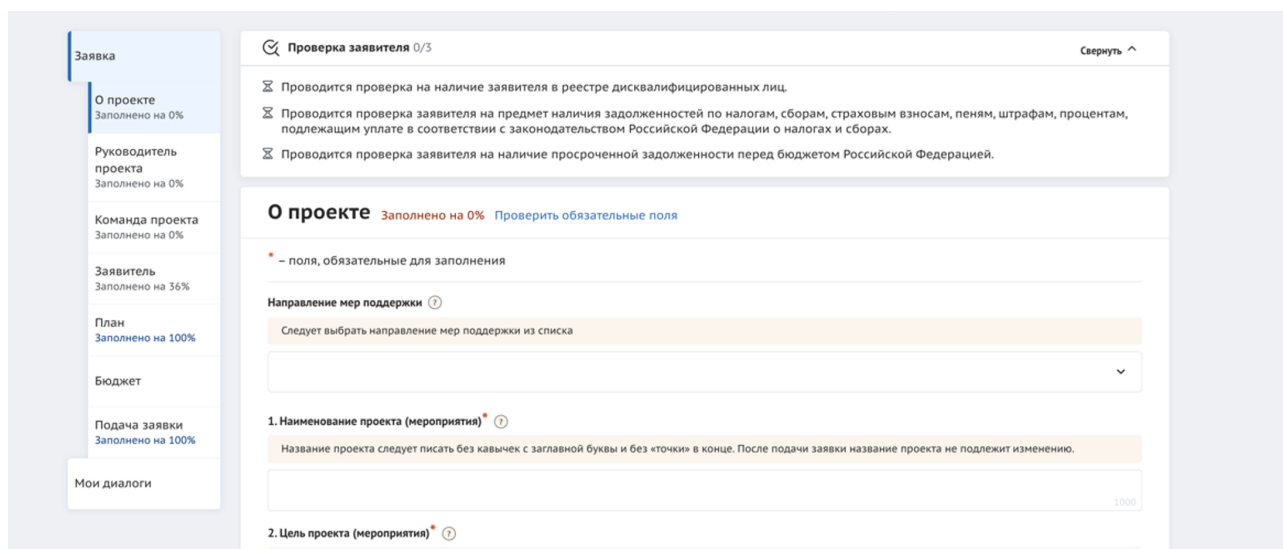 Заявка
О проекте
Заполнено на 0%
Руководитель
проекта
Заполнено на 0%
Команда проекта
Заполнено на 0%
Заявитель
Заполнено на 36%
План
Заполнено на 100%
Бюджет
Подача заявки
Заполнено на 100%
Мои диалоги
Проверка заявителя 0/3
Свернуть
Проводится проверка на наличие заявителя в реестре дисквалифицированных лиц.
Проводится проверка заявителя на предмет наличия задолженностей по налогам, сборам, страховым взносам, пеням, штрафам, процентам,
подлежащим уплате в соответствии с законодательством Российской Федерации о налогах и сборах.
Проводится проверка заявителя на наличие просроченной задолженности перед бюджетом Российской Федерацией.
О проекте Заполнено на 0% Проверить обязательные поля
* – поля, обязательные для заполнения
Направление мер поддержки ?
Следует выбрать направление мер поддержки из списка
1. Наименование проекта (мероприятия)* ?
Название проекта следует писать без кавычек с заглавной буквы и без «точки» в конце. После подачи заявки название проекта не подлежит изменению.
1000
2. Цель проекта (мероприятия)* ?